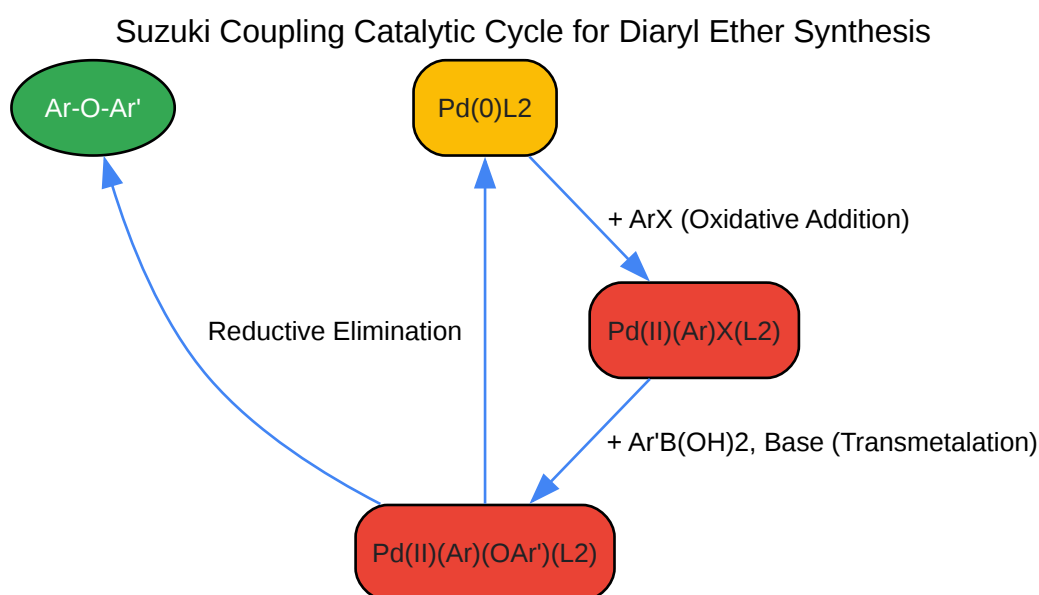 Suzuki Coupling Catalytic Cycle for Diaryl Ether Synthesis
Ar-O-Ar'
Pd(0)L2
+ ArX (Oxidative Addition)
Reductive Elimination
Pd(II)(Ar)X(L2)
+ Ar'B(OH)2, Base (Transmetalation)
Pd(II)(Ar)(OAr')(L2)